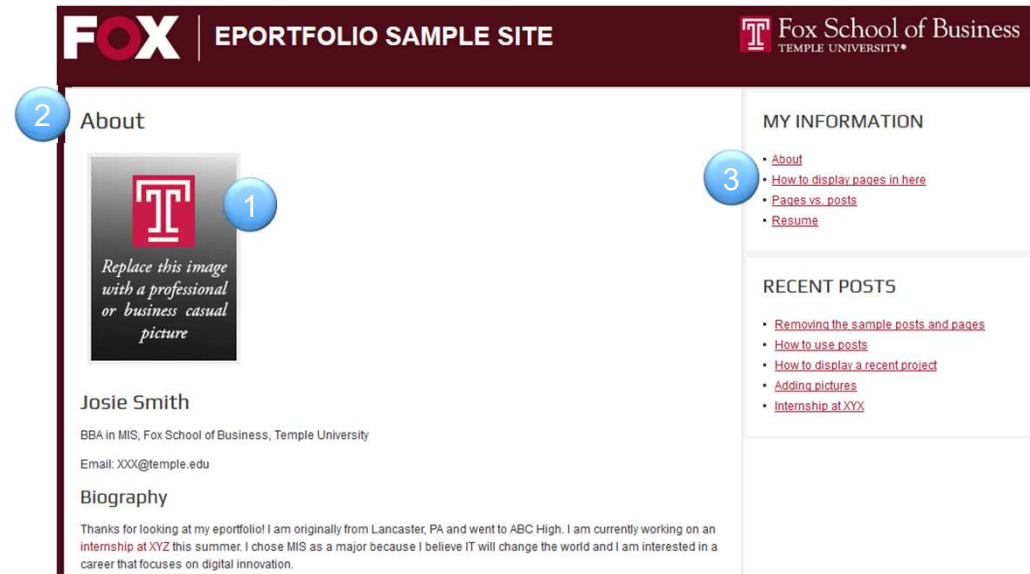 FOX
EPORTFOLIO SAMPLE SITE
T Fox School of Business
TEMPLE UNIVERSITY®
2
About
1
T
Replace this image
with a professional
or business casual
picture
Josie Smith
BBA in MIS, Fox School of Business, Temple University
Email: XXX@temple.edu
Biography
Thanks for looking at my eportfolio! I am originally from Lancaster, PA and went to ABC High. I am currently working on an
internship at XYZ this summer. I chose MIS as a major because I believe IT will change the world and I am interested in a
career that focuses on digital innovation.
MY INFORMATION
3
• About
• How to display pages in here
• Pages vs. posts
• Resume
RECENT POSTS
• Removing the sample posts and pages
• How to use posts
• How to display a recent project
• Adding pictures
• Internship at XYX